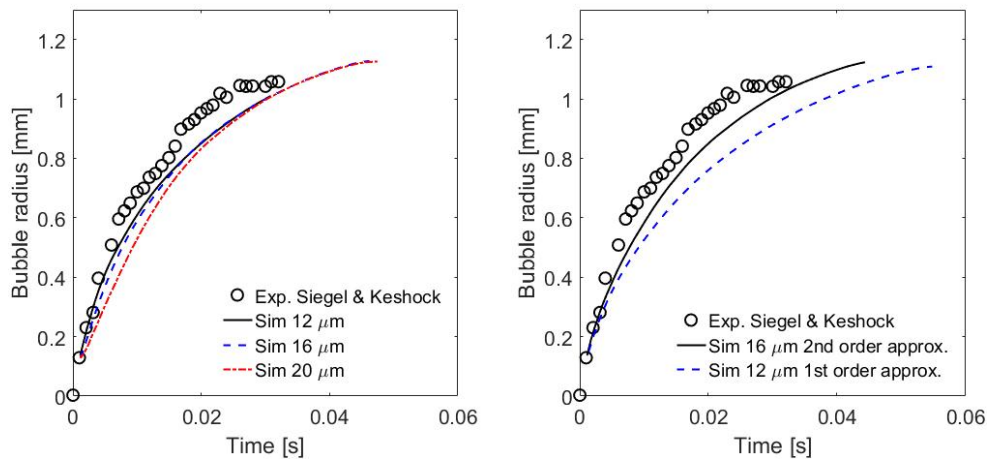 1.2
1
0.8
0.6
0.4
0.2
0
Bubble radius [mm]
0
0.02
0.04
0.06
Time [s]
Exp. Siegel & Keshock
Sim 12 μm
Sim 16 μm
Sim 20 μm
1.2
1
0.8
0.6
0.4
0.2
0
Bubble radius [mm]
0
0.02
0.04
0.06
Time [s]
Exp. Siegel & Keshock
Sim 16 μm 2nd order approx.
Sim 12 μm 1st order approx.